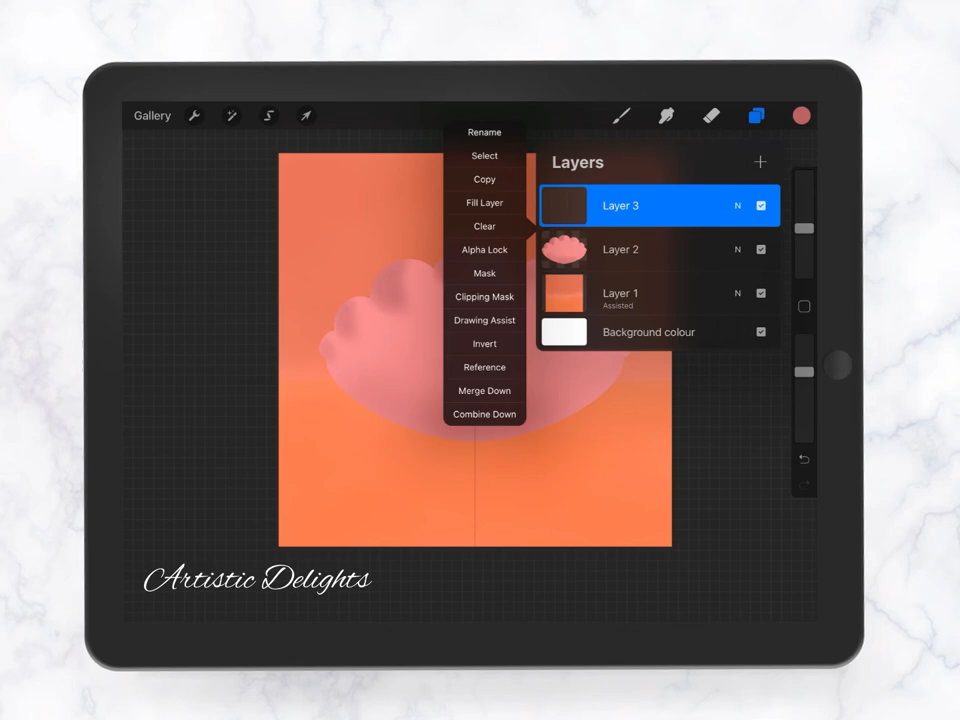 Gallery
Rename
Select
Copy
Fill Layer
Clear
Alpha Lock
Mask
Clipping Mask
Drawing Assist
Invert
Reference
Merge Down
Combine Down
Layers
Layer 3 N
Layer 2 N
Layer 1 N
Assisted
Background colour
Artistic Delights